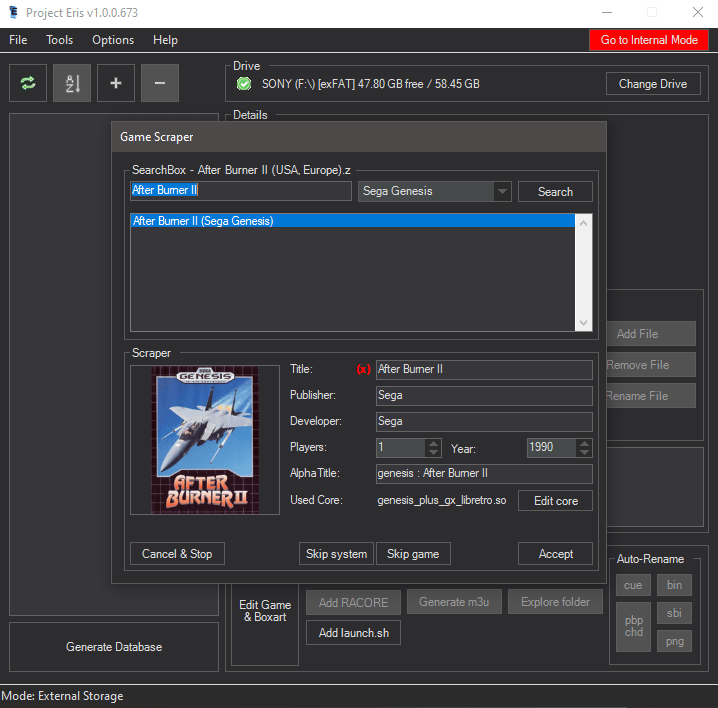 Project Eris v1.0.0.673
File Tools Options Help Go to Internal Mode
Drive
SONY (F:\) [exFAT] 47.80 GB free / 58.45 GB Change Drive
Details
Game Scraper
SearchBox - After Burner II (USA, Europe).z
After Burner II Sega Genesis Search
After Burner II (Sega Genesis)
Scraper
SEGA
GENESIS
AFTER
BURNER II
Title: (x) After Burner II
Publisher: Sega
Developer: Sega
Players: 1 Year: 1990
AlphaTitle: genesis : After Burner II
Used Core: genesis_plus_gx_libretro.so Edit core
Cancel & Stop Skip system Skip game Accept
Add File
Remove File
Rename File
Edit Game
& Boxart
Add RACORE Generate m3u Explore folder
Add launch.sh
Auto-Rename
cue bin
pbp
chd
sbi
png
Generate Database
Mode: External Storage